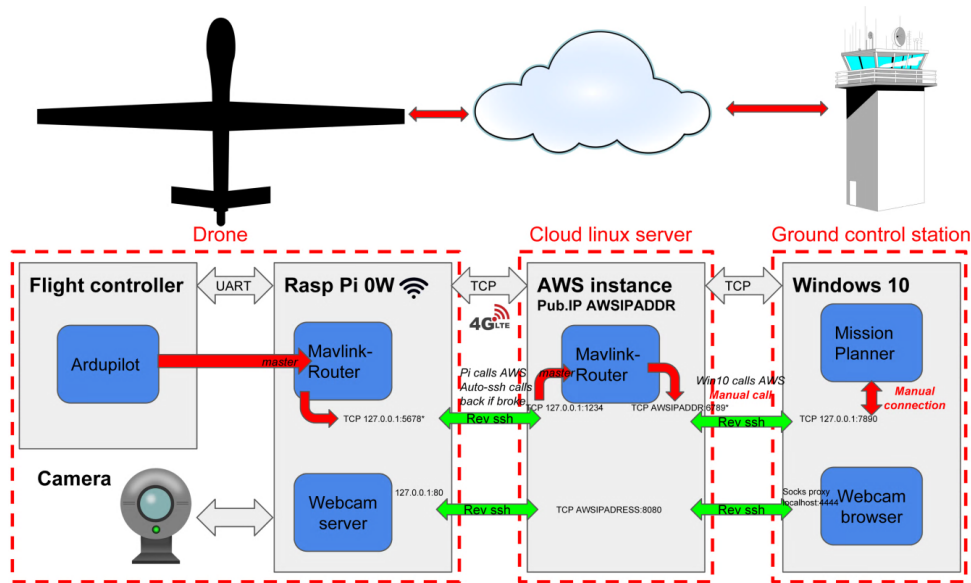 Drone
Cloud linux server
Ground control station
Flight controller
UART
Rasp Pi 0W
TCP
4G LTE
AWS instance
Pub.IP AWSIPADDR
TCP
Windows 10
Ardupilot
master
Mavlink-
Router
TCP 127.0.0.1:5678*
Pi calls AWS
Auto-ssh calls
back if broke
Rev ssh
master
Mavlink-
Router
TCP 127.0.0.1:1234
TCP AWSIPADDR:6789*
Win10 calls AWS
Manual call
Rev ssh
Mission
Planner
Manual
connection
TCP 127.0.0.1:7890
Camera
Webcam
server
127.0.0.1:80
Rev ssh
TCP AWSIPADRESS:8080
Rev ssh
Socks proxy
localhost:4444
Webcam
browser